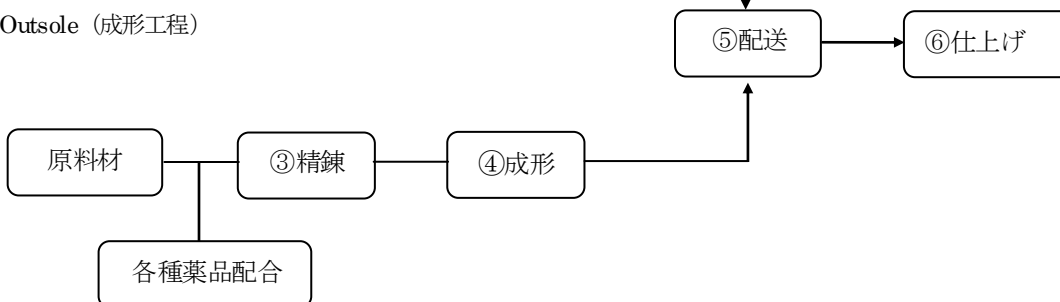 Outsole（成形工程）
⑤配送
⑥仕上げ
原料材
③精錬
④成形
各種薬品配合